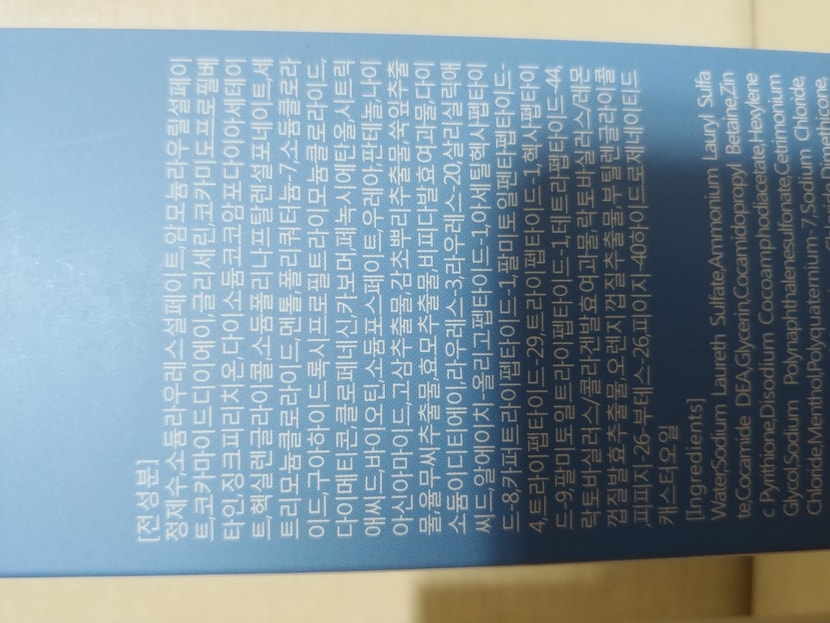 [전성분]
정제수,소듐라우레스설페이트,암모늄라우릴설페이
트,코카마이드디이에이,글리세린,코카미도프로필베
타인,징크피리치온,다이소듐코코암포다이아세테이
트,헥실렌글라이콜,소듐폴리나프탈렌설포네이트,세
트리모늄클로라이드,멘톨,폴리쿼터늄-7,소듐클로라
이드,구아하이드록시프로필트라이모늄클로라이드,
다이메티콘,클로페네신,카보머,페녹시에탄올,시트릭
애씨드,바이오틴,소듐포스페이트,우레아,판테놀,나이
아신아마이드,고삼추출물,감초뿌리추출물,쑥잎추출
물,율무씨추출물,효모추출물,비피다발효여과물,다이
소듐이디티에이,라우레스-3,라우레스-20,살리실릭애
씨드,알에이치-올리고펩타이드-1,아세틸헥사펩타이
드-8,카퍼트라이펩타이드-1,팔미토일펜타펩타이드-
4,트라이펩타이드-29,트라이펩타이드-1,헥사펩타이
드-9,팔미토일트라이펩타이드-1,테트라펩타이드-44,
락토바실러스/콜라겐발효여과물,락토바실러스/레몬
껍질발효추출물,오렌지껍질추출물,부틸렌글라이콜
,피피지-26-부데스-26,피이지-40하이드로제네이티드
캐스터오일
[Ingredients]
Water,Sodium Laureth Sulfate,Ammonium Lauryl Sulfa
te,Cocamide DEA,Glycerin,Cocamidopropyl Betaine,Zin
c Pyrithione,Disodium Cocoamphodiacetate,Hexylene
Glycol,Sodium Polynaphthalenesulfonate,Cetrimonium
Chloride,Menthol,Polyquaternium-7,Sodium Chloride,
Chloride,Dimethicone,